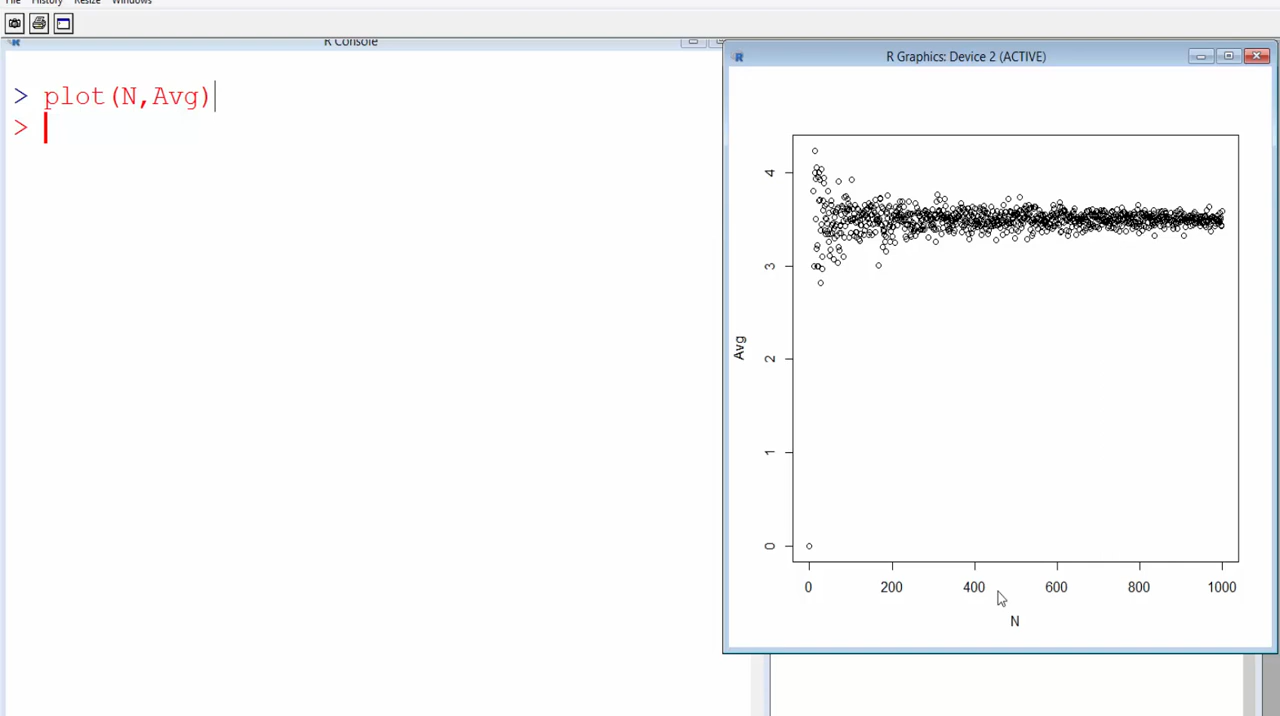 File History Resize Windows
R Console
> plot(N,Avg)
>
R Graphics: Device 2 (ACTIVE)
4
3
2
1
0
Avg
0 200 400 600 800 1000
N